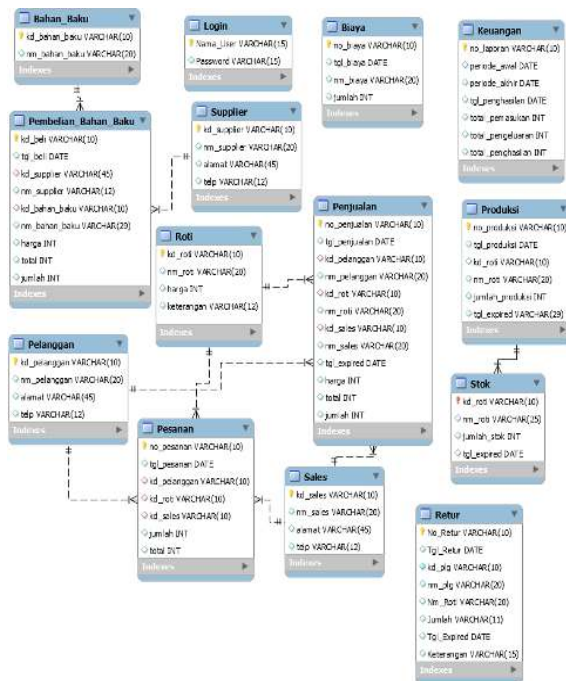 Bahan_Baku
kd_bahan_baku VARCHAR(10)
nm_bahan_baku VARCHAR(20)
Indexes
Login
Nama_User VARCHAR(15)
Password VARCHAR(15)
Indexes
Biaya
no_biaya VARCHAR(10)
tgl_biaya DATE
nm_biaya VARCHAR(20)
jumlah INT
Indexes
Keuangan
no_laporan VARCHAR(10)
periode_awal DATE
periode_akhir DATE
tgl_penghasilan DATE
total_pemasukan INT
total_pengeluaran INT
total_penghasilan INT
Indexes
Pembelian_Bahan_Baku
kd_beli VARCHAR(10)
tgl_beli DATE
kd_supplier VARCHAR(45)
nm_supplier VARCHAR(12)
kd_bahan_baku VARCHAR(10)
nm_bahan_baku VARCHAR(20)
harga INT
total INT
jumlah INT
Indexes
Supplier
kd_supplier VARCHAR(10)
nm_supplier VARCHAR(20)
alamat VARCHAR(45)
telp VARCHAR(12)
Indexes
Roti
kd_roti VARCHAR(10)
nm_roti VARCHAR(20)
harga INT
keterangan VARCHAR(12)
Indexes
Penjualan
no_penjualan VARCHAR(10)
tgl_penjualan DATE
kd_pelanggan VARCHAR(10)
nm_pelanggan VARCHAR(20)
kd_roti VARCHAR(10)
nm_roti VARCHAR(20)
kd_sales VARCHAR(10)
nm_sales VARCHAR(20)
tgl_expired DATE
harga INT
total INT
jumlah INT
Indexes
Produksi
no_produksi VARCHAR(10)
tgl_produksi DATE
kd_roti VARCHAR(10)
nm_roti VARCHAR(20)
jumlah_produksi INT
tgl_expired VARCHAR(29)
Indexes
Pelanggan
kd_pelanggan VARCHAR(10)
nm_pelanggan VARCHAR(20)
alamat VARCHAR(45)
telp VARCHAR(12)
Indexes
Stok
kd_roti VARCHAR(10)
nm_roti VARCHAR(25)
jumlah_stok INT
tgl_expired DATE
Indexes
Pesanan
no_pesanan VARCHAR(10)
tgl_pesanan DATE
kd_pelanggan VARCHAR(10)
kd_roti VARCHAR(10)
kd_sales VARCHAR(10)
jumlah INT
total INT
Indexes
Sales
kd_sales VARCHAR(10)
nm_sales VARCHAR(20)
alamat VARCHAR(45)
telp VARCHAR(12)
Indexes
Retur
No_Retur VARCHAR(10)
Tgl_Retur DATE
kd_plg VARCHAR(10)
nm_plg VARCHAR(20)
Nm_Roti VARCHAR(20)
Jumlah VARCHAR(11)
Tgl_Expired DATE
Keterangan VARCHAR(15)
Indexes